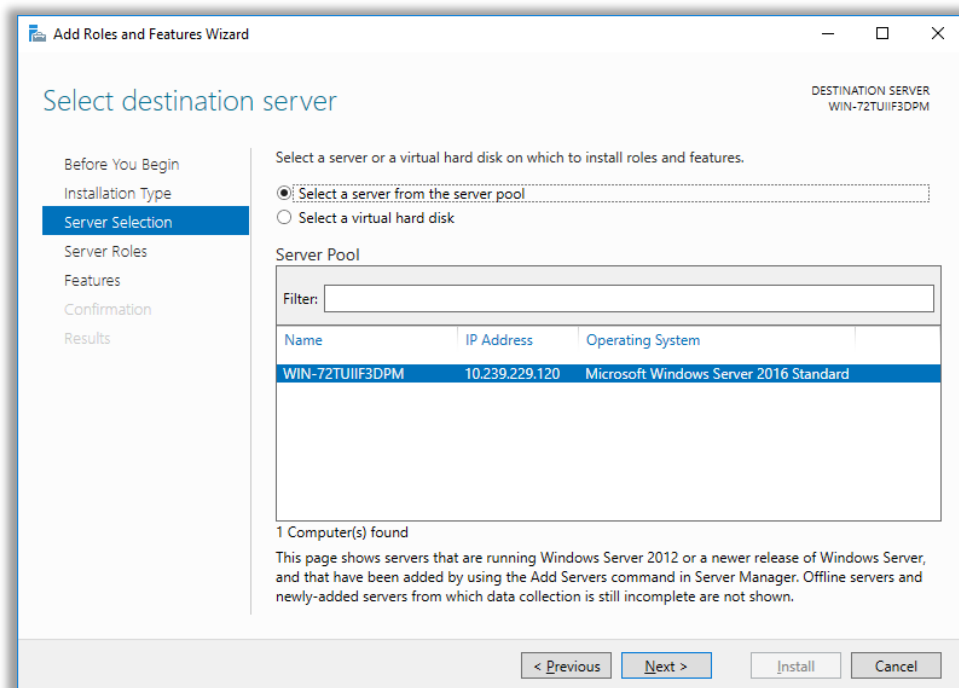 Add Roles and Features Wizard
Select destination server
DESTINATION SERVER
WIN-72TUIIF3DPM
Before You Begin
Installation Type
Server Selection
Server Roles
Features
Confirmation
Results
Select a server or a virtual hard disk on which to install roles and features.
Select a server from the server pool
Select a virtual hard disk
Server Pool
Filter:
Name IP Address Operating System
WIN-72TUIIF3DPM 10.239.229.120 Microsoft Windows Server 2016 Standard
1 Computer(s) found
This page shows servers that are running Windows Server 2012 or a newer release of Windows Server,
and that have been added by using the Add Servers command in Server Manager. Offline servers and
newly-added servers from which data collection is still incomplete are not shown.
< Previous Next > Install Cancel